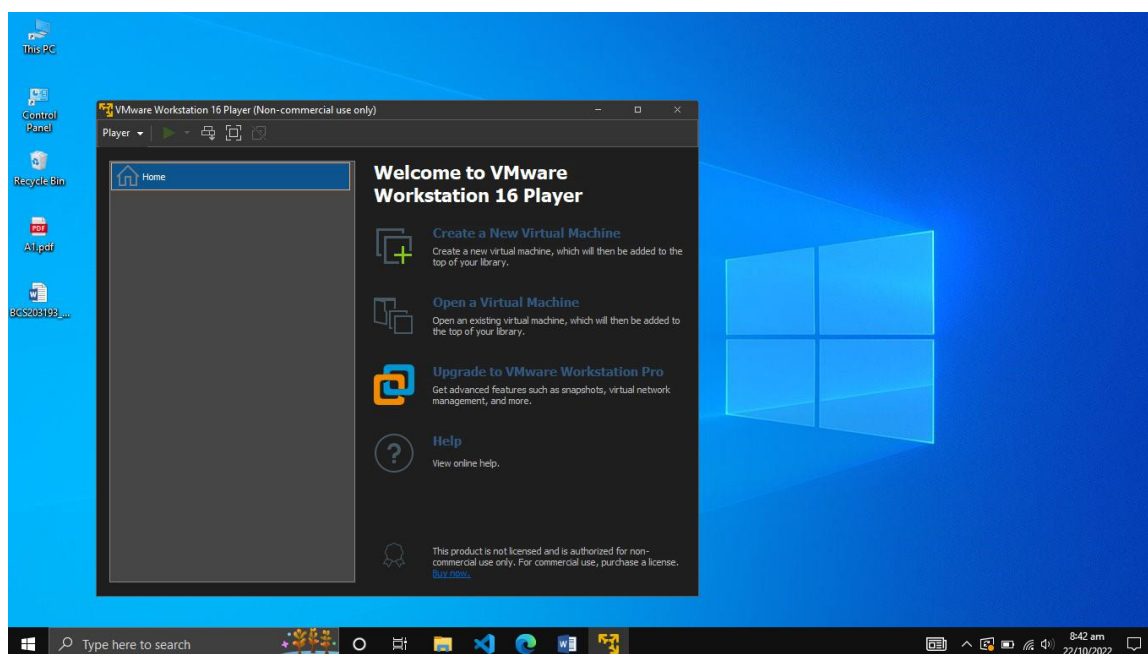 This PC
Control
Panel
Recycle Bin
PDF
A1.pdf
BCS203193_...
VMware Workstation 16 Player (Non-commercial use only)
Player
Home
Welcome to VMware
Workstation 16 Player
Create a New Virtual Machine
Create a new virtual machine, which will then be added to the
top of your library.
Open a Virtual Machine
Open an existing virtual machine, which will then be added to
the top of your library.
Upgrade to VMware Workstation Pro
Get advanced features such as snapshots, virtual network
management, and more.
Help
View online help.
This product is not licensed and is authorized for non-
commercial use only. For commercial use, purchase a license.
Buy now.
Type here to search
8:42 am
22/10/2022